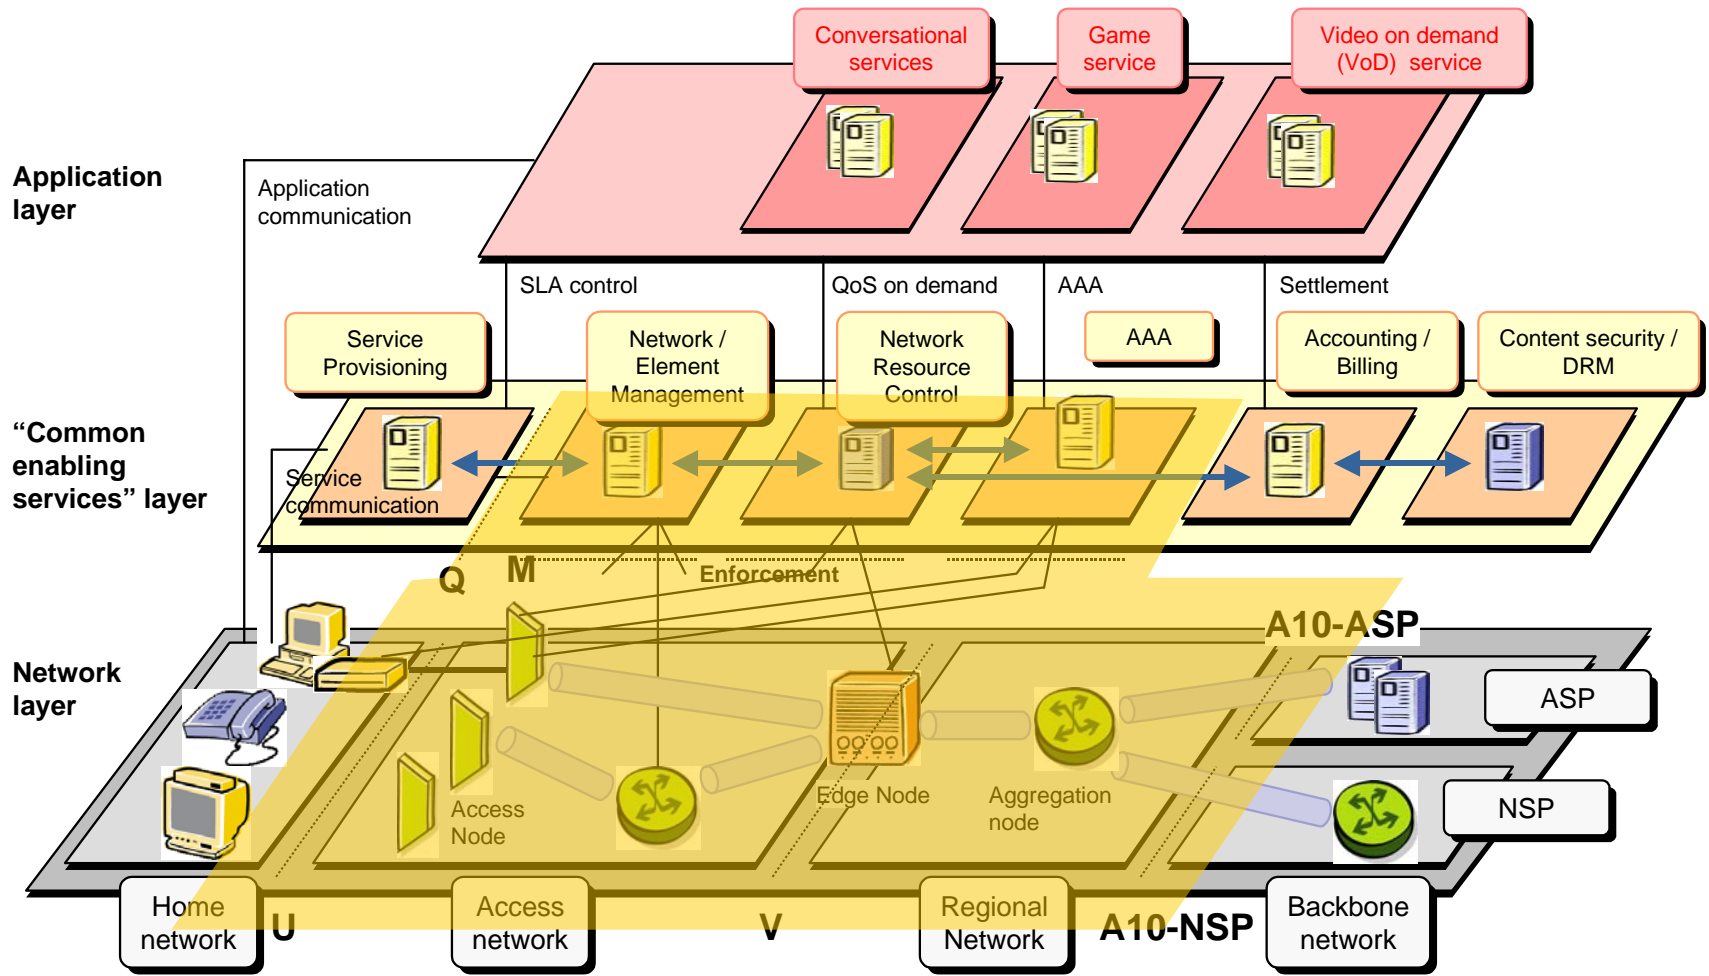 Conversational
services
Game
service
Video on demand
(VoD) service
Application
layer
Application
communication
SLA control
QoS on demand
AAA
Settlement
Service
Provisioning
Network /
Element
Management
Network
Resource
Control
AAA
Accounting /
Billing
Content security /
DRM
“Common
enabling
services” layer
Service
communication
Q
M
Enforcement
A10-ASP
Network
layer
ASP
Access
Node
Edge Node
Aggregation
node
NSP
Home
network
U
Access
network
V
Regional
Network
A10-NSP
Backbone
network